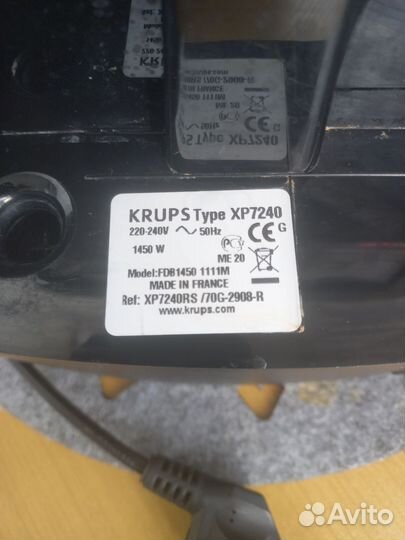 KRUPS Type XP7240
220-240V ~ 50Hz CE G
1450 W
ME 20
Model:FDB1450 1111M
MADE IN FRANCE
Ref: XP7240RS /70G-2908-R
www.krups.com
Avito